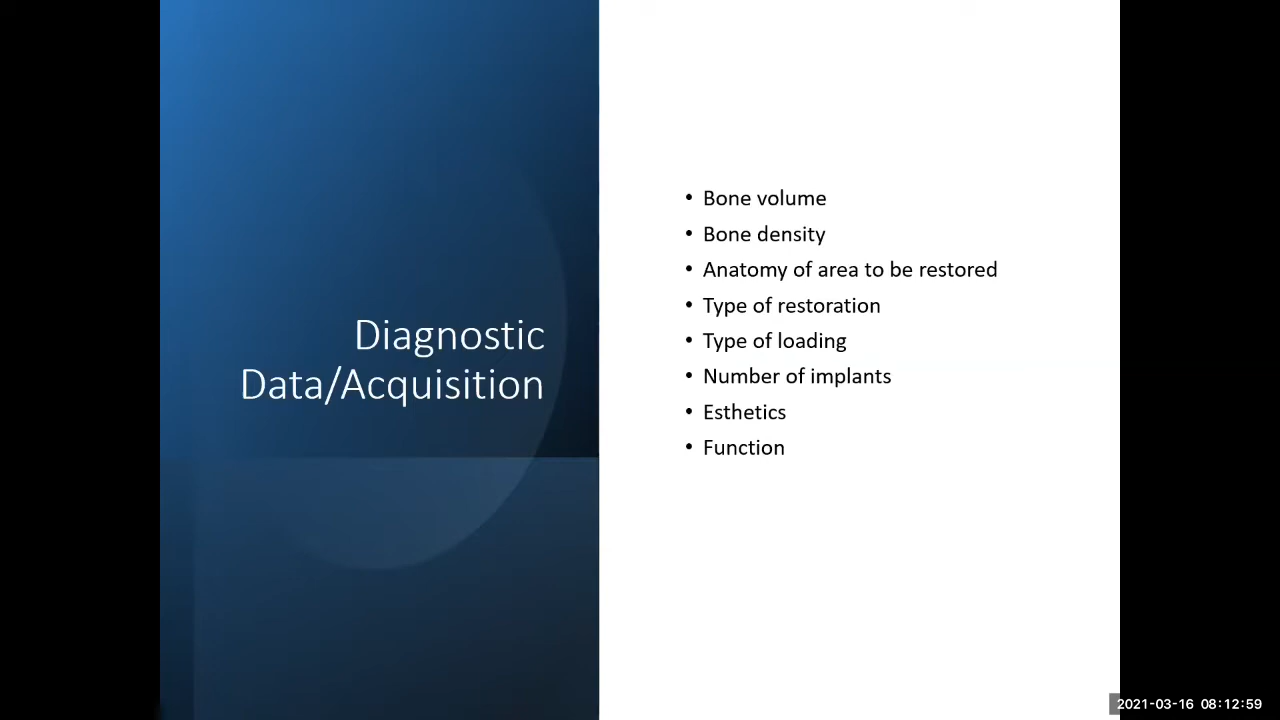 Diagnostic
Data/Acquisition
• Bone volume
• Bone density
• Anatomy of area to be restored
• Type of restoration
• Type of loading
• Number of implants
• Esthetics
• Function
2021-03-16 08:12:59